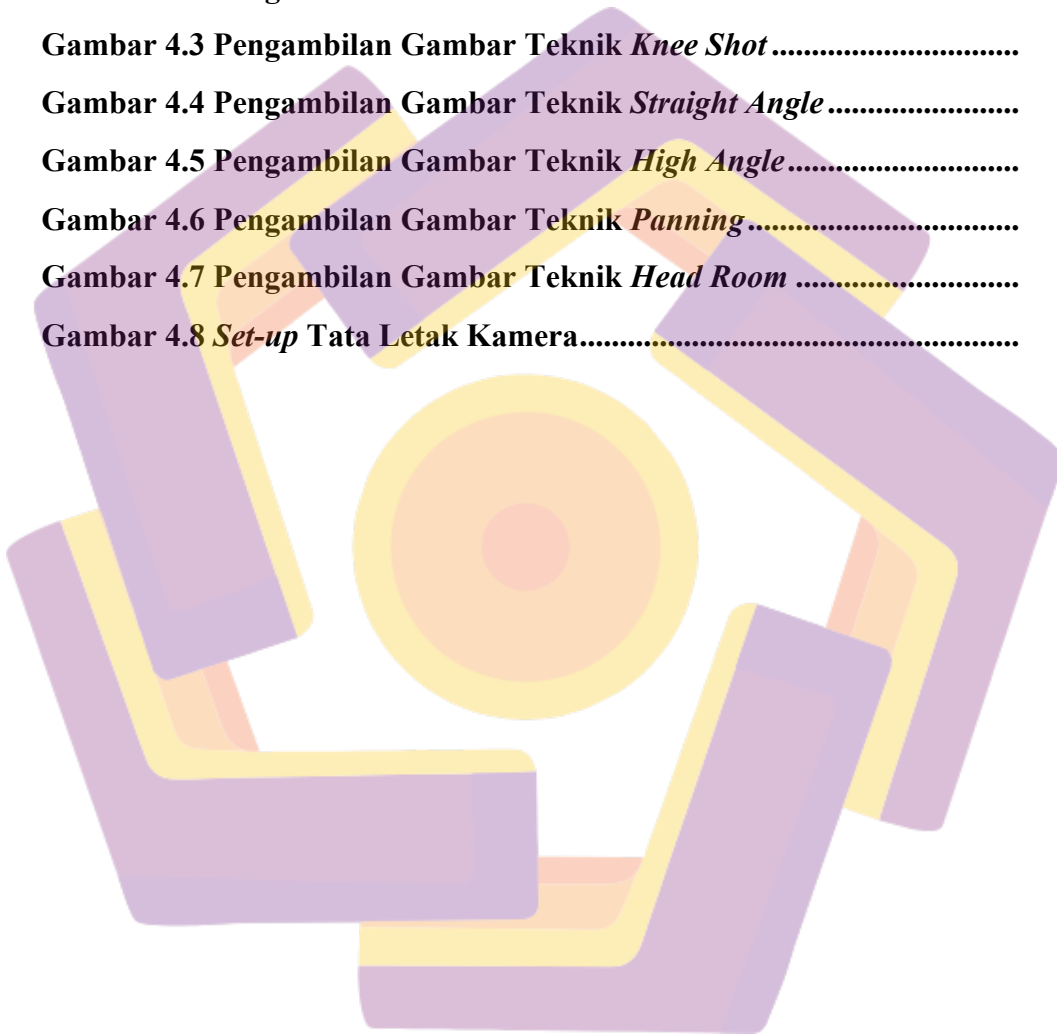 Gambar 4.3 Pengambilan Gambar Teknik Knee Shot ...............................
Gambar 4.4 Pengambilan Gambar Teknik Straight Angle ........................
Gambar 4.5 Pengambilan Gambar Teknik High Angle .............................
Gambar 4.6 Pengambilan Gambar Teknik Panning ..................................
Gambar 4.7 Pengambilan Gambar Teknik Head Room ............................
Gambar 4.8 Set-up Tata Letak Kamera.......................................................